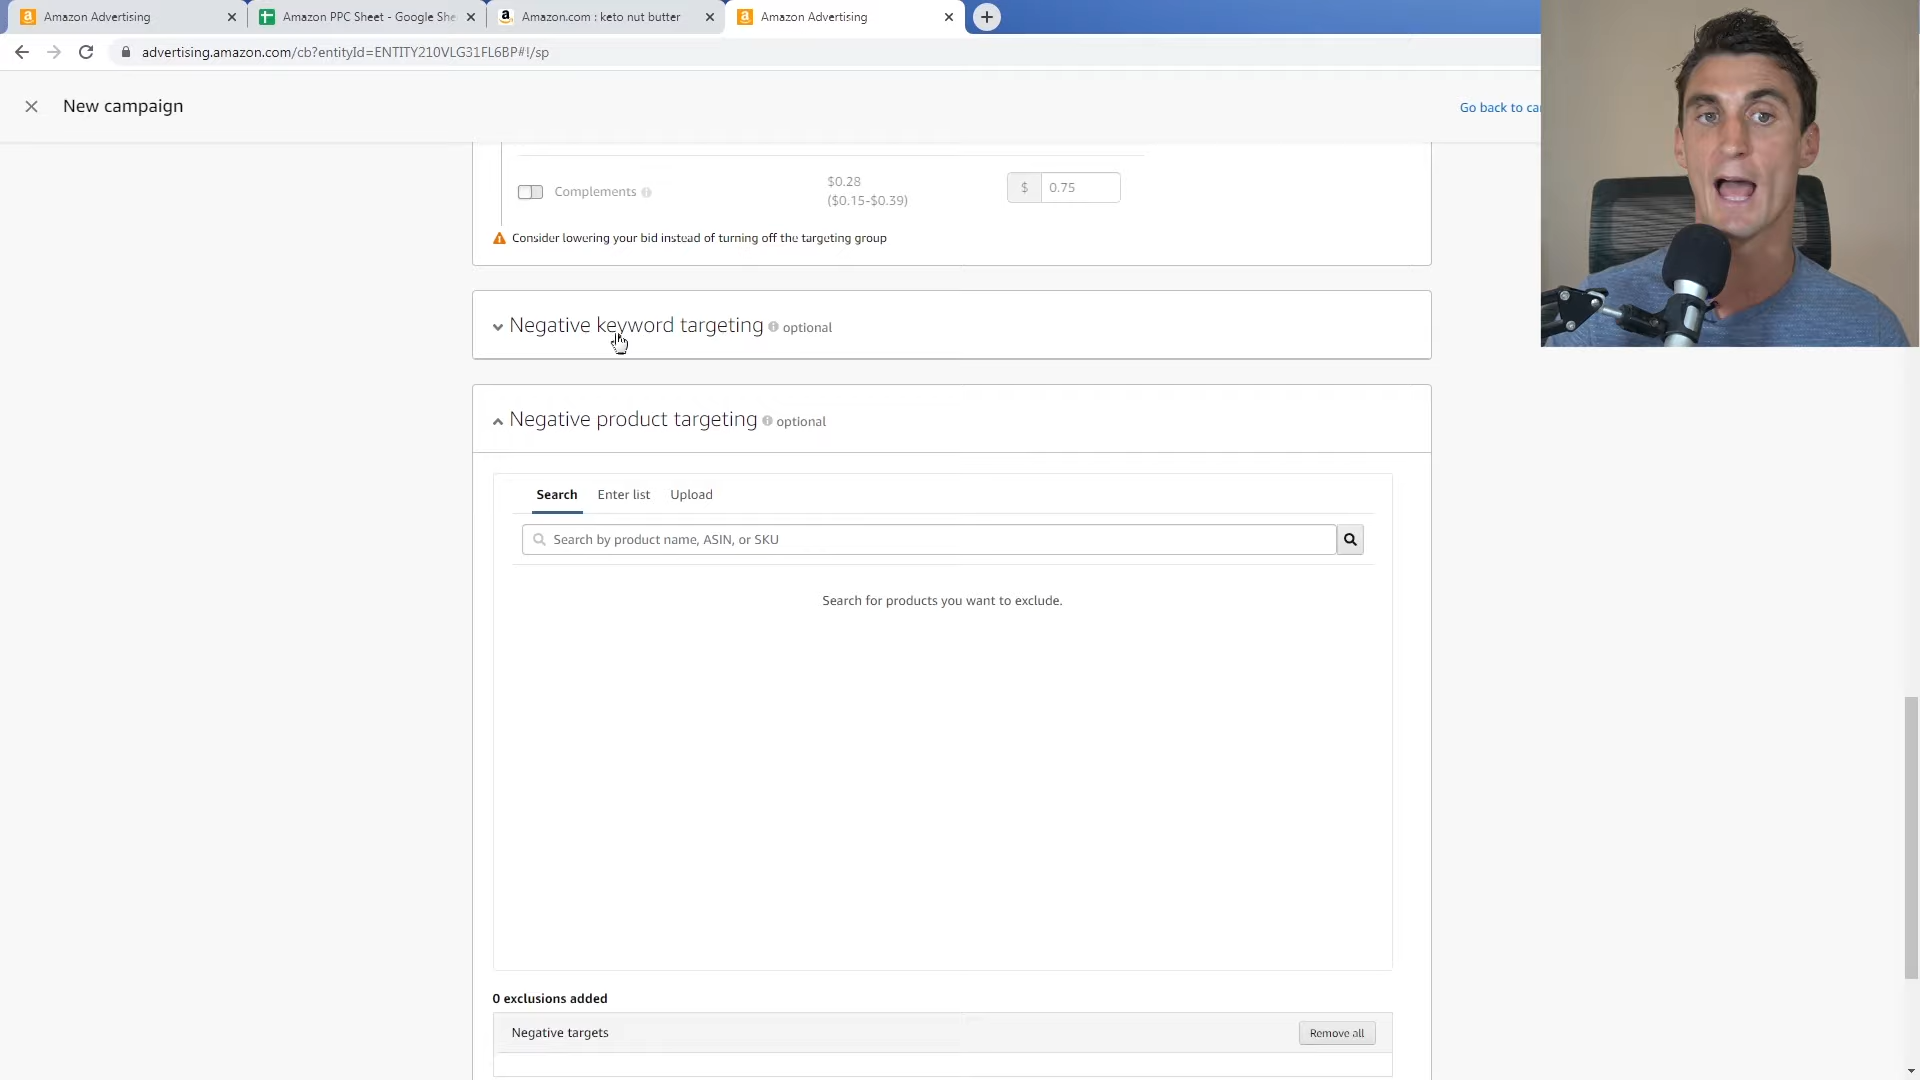 Amazon Advertising
Amazon PPC Sheet - Google She
Amazon.com : keto nut butter
Amazon Advertising
advertising.amazon.com/cb?entityId=ENTITY210VLG31FL6BP#!/sp
New campaign
Go back to ca
Complements
$0.28
($0.15-$0.39)
$ 0.75
Consider lowering your bid instead of turning off the targeting group
Negative keyword targeting optional
Negative product targeting optional
Search Enter list Upload
Search by product name, ASIN, or SKU
Search for products you want to exclude.
0 exclusions added
Negative targets
Remove all